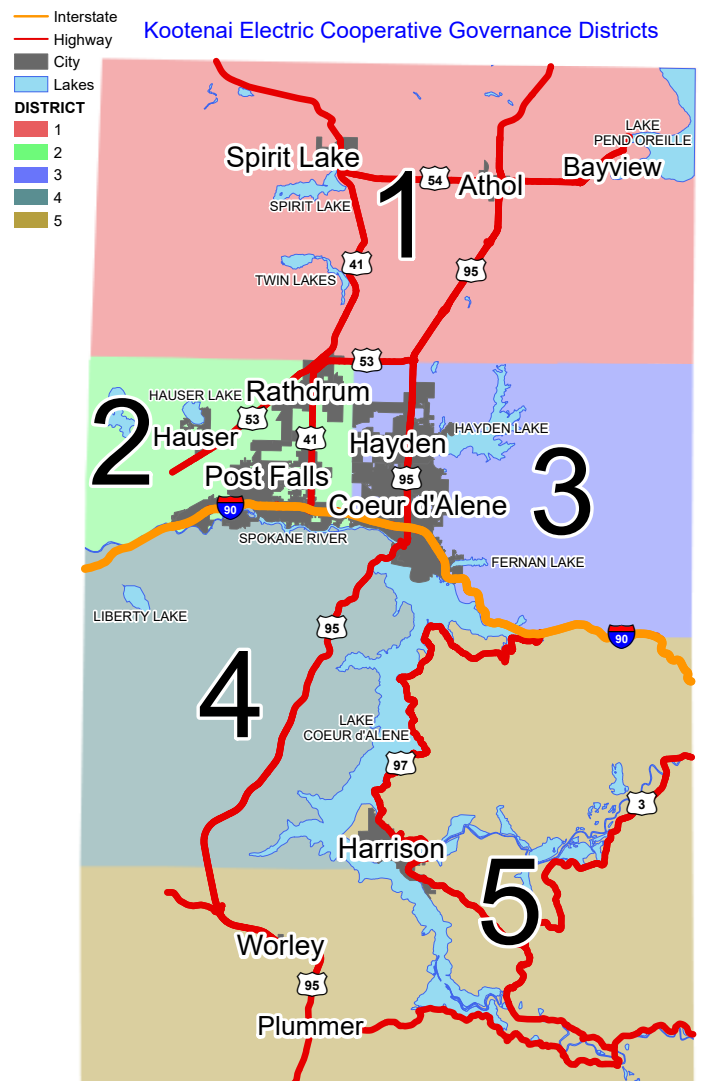 Kootenai Electric Cooperative Governance Districts
Interstate
Highway
City
Lakes
DISTRICT
1
2
3
4
5
LAKE
PEND OREILLE
Spirit Lake
Bayview
54
Athol
1
SPIRIT LAKE
41
95
TWIN LAKES
53
Rathdrum
HAUSER LAKE
2
53
Hauser
41
Hayden
HAYDEN LAKE
3
Post Falls
95
90
Coeur d'Alene
SPOKANE RIVER
FERNAN LAKE
LIBERTY LAKE
95
90
4
LAKE
COEUR d'ALENE
97
3
Harrison
5
Worley
95
Plummer